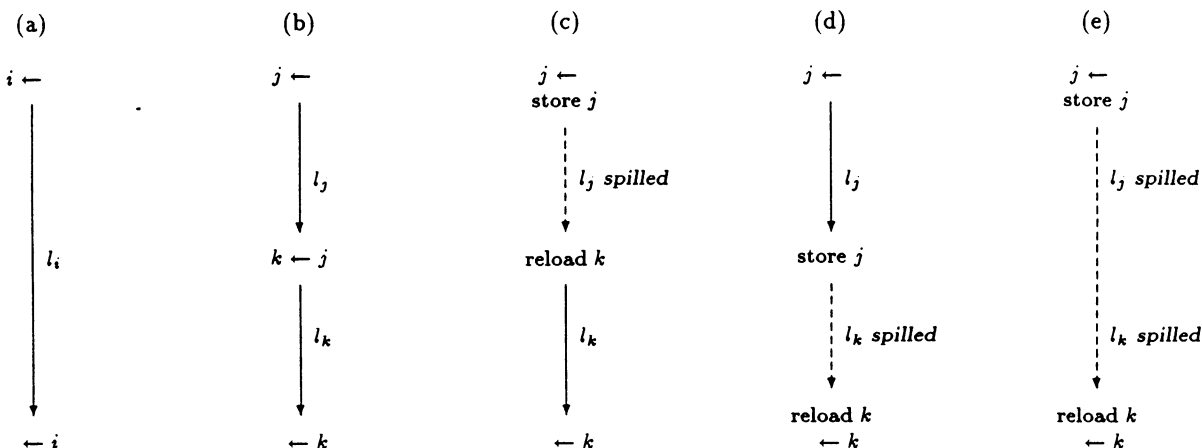 (a) (b) (c) (d) (e)
i ← j ← j ← j ← j ←
store j store j
l_j l_j spilled l_j l_j spilled
l_i k ← j reload k store j
l_k l_k l_k spilled l_k spilled
reload k reload k
← i ← k ← k ← k ← k